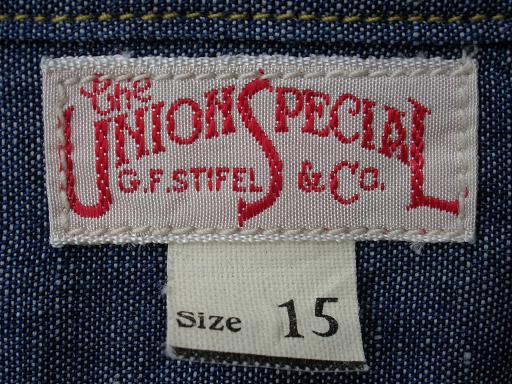 the
UNION SPECIAL
G.F. STIFEL & Co.
Size 15